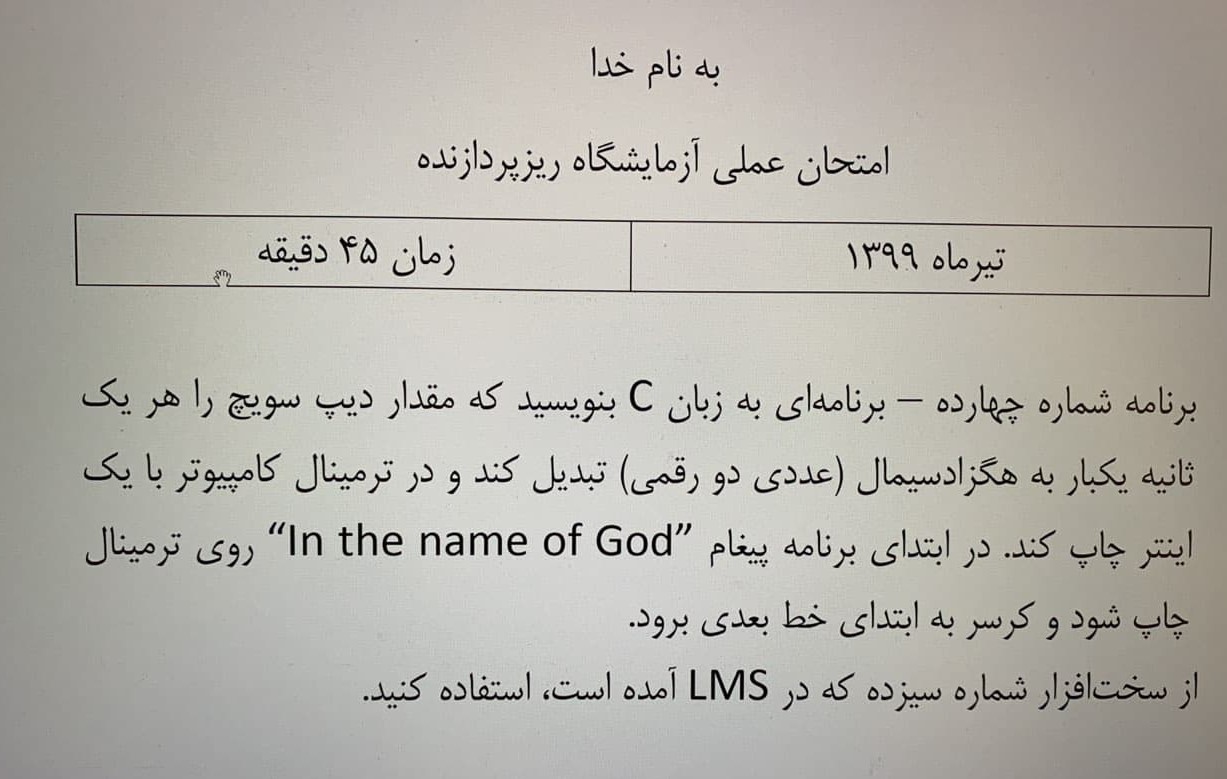 به نام خدا
امتحان عملی آزمایشگاه ریزپردازنده
تیرماه ۱۳۹۹
زمان ۴۵ دقیقه
برنامه شماره چهارده – برنامه‌ای به زبان C بنویسید که مقدار دیپ سویچ را هر یک
ثانیه یکبار به هگزادسیمال (عددی دو رقمی) تبدیل کند و در ترمینال کامپیوتر با یک
اینتر چاپ کند. در ابتدای برنامه پیغام “In the name of God” روی ترمینال
چاپ شود و کرسر به ابتدای خط بعدی برود.
از سخت‌افزار شماره سیزده که در LMS آمده است، استفاده کنید.